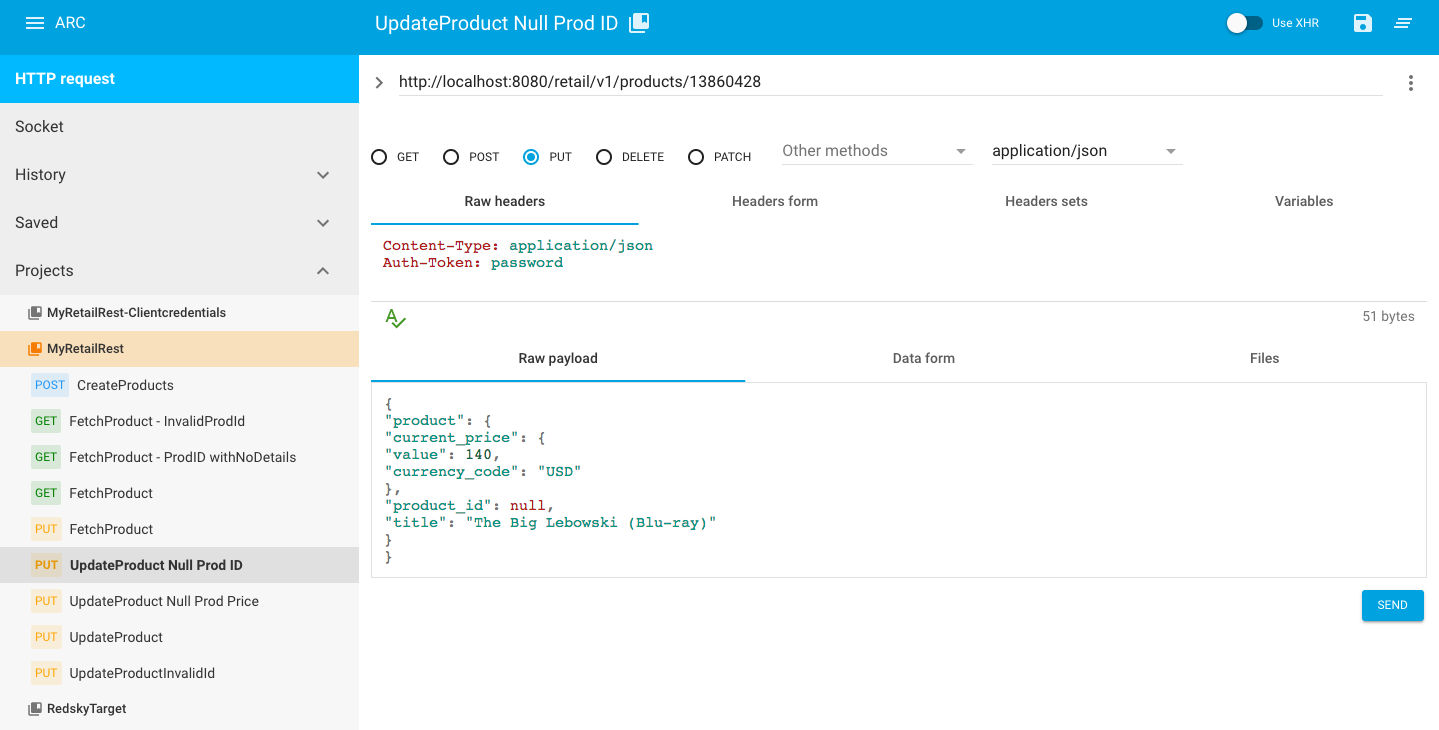 ARC
UpdateProduct Null Prod ID
Use XHR
HTTP request
Socket
History
Saved
Projects
MyRetailRest-Clientcredentials
MyRetailRest
POST CreateProducts
GET FetchProduct - InvalidProdId
GET FetchProduct - ProdID withNoDetails
GET FetchProduct
PUT FetchProduct
PUT UpdateProduct Null Prod ID
PUT UpdateProduct Null Prod Price
PUT UpdateProduct
PUT UpdateProductInvalidId
RedskyTarget
http://localhost:8080/retail/v1/products/13860428
GET POST PUT DELETE PATCH Other methods application/json
Raw headers Headers form Headers sets Variables
Content-Type: application/json
Auth-Token: password
51 bytes
Raw payload Data form Files
{
"product": {
"current_price": {
"value": 140,
"currency_code": "USD"
},
"product_id": null,
"title": "The Big Lebowski (Blu-ray)"
}
}
SEND